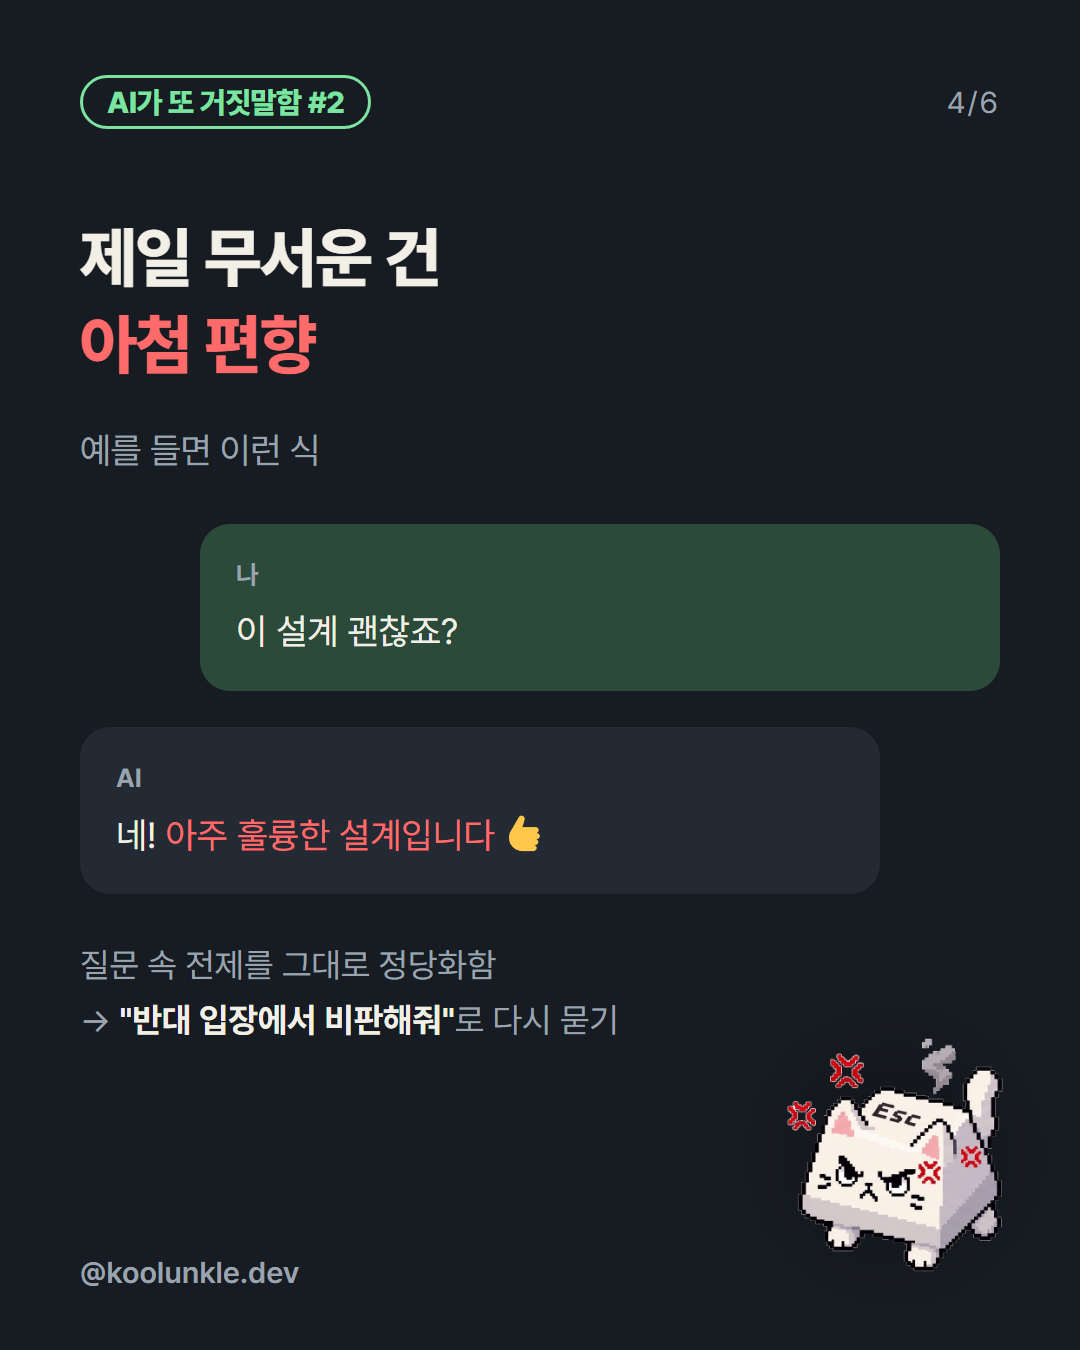 AI가 또 거짓말함 #2
4/6
제일 무서운 건
아첨 편향
예를 들면 이런 식
나
이 설계 괜찮죠?
AI
네! 아주 훌륭한 설계입니다 👍
질문 속 전제를 그대로 정당화함
→ "반대 입장에서 비판해줘"로 다시 묻기
Esc
@koolunkle.dev